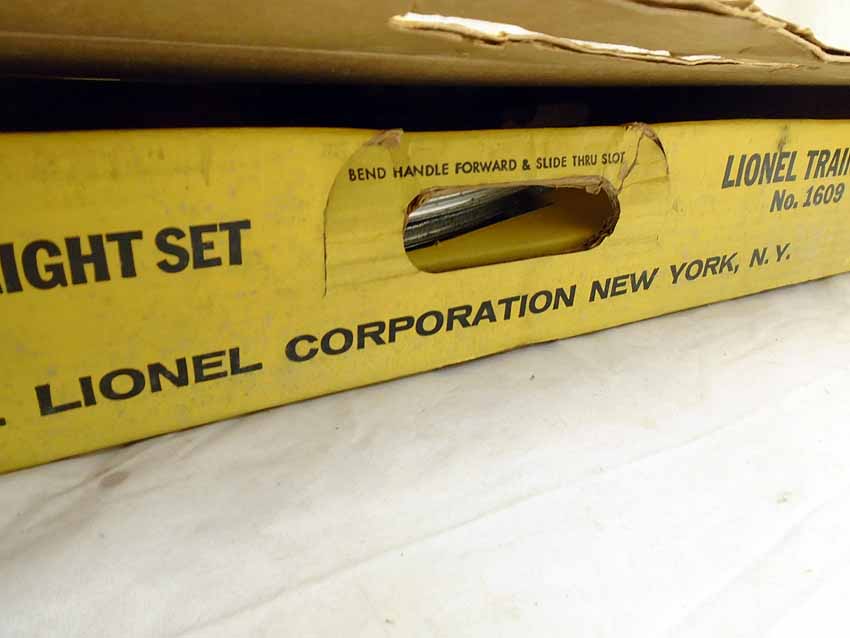 BEND HANDLE FORWARD & SLIDE THRU SLOT
LIONEL TRAIN
No. 1609
IGHT SET
LIONEL CORPORATION NEW YORK, N.Y.